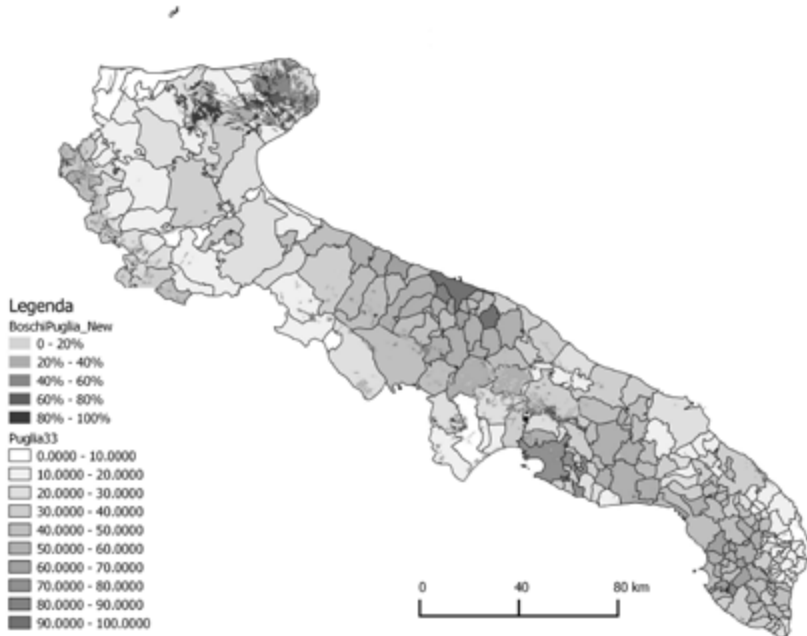 Legenda
BoschiPuglia_New
0 - 20%
20% - 40%
40% - 60%
60% - 80%
80% - 100%
Puglia33
0.0000 - 10.0000
10.0000 - 20.0000
20.0000 - 30.0000
30.0000 - 40.0000
40.0000 - 50.0000
50.0000 - 60.0000
60.0000 - 70.0000
70.0000 - 80.0000
80.0000 - 90.0000
90.0000 - 100.0000
0 40 80 km